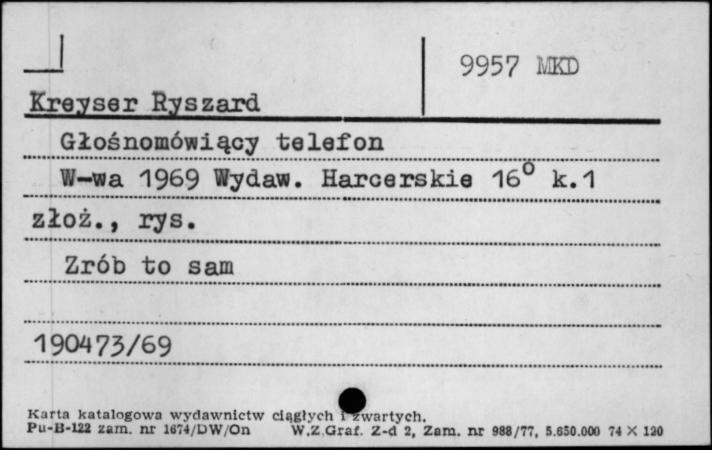 9957 MKD
Kreyser Ryszard
Głośnomówiący telefon
W-wa 1969 Wydaw. Harcerskie 16° k.1
złoż., rys.
Zrób to sam
190473/69
Karta katalogowa wydawnictw ciągłych i zwartych.
Pu-B-122 zam. nr 1674/DW/On W.Z.Graf. Z-d 2, Zam. nr 988/77, 5.650.000 74 X 120